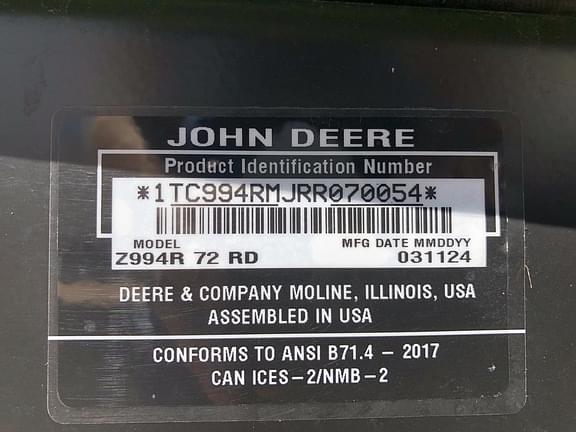 JOHN DEERE
Product Identification Number
*1TC994RMJRR070054*
MODEL MFG DATE MMDDYY
Z994R 72 RD 031124
DEERE & COMPANY MOLINE, ILLINOIS, USA
ASSEMBLED IN USA
CONFORMS TO ANSI B71.4 – 2017
CAN ICES–2/NMB–2